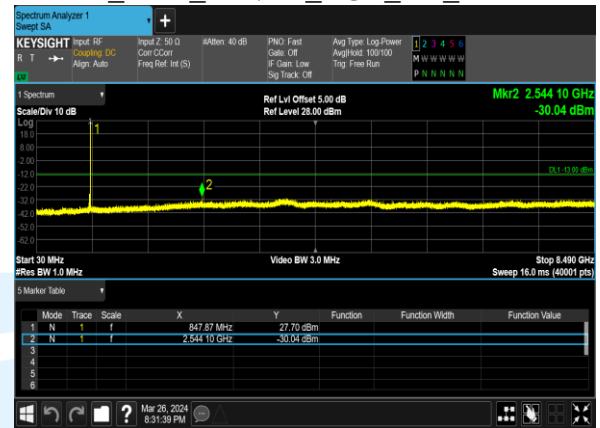 Spectrum Analyzer 1
Swept SA
KEYSIGHT
R T
Input: RF
Coupling: DC
Align: Auto
Input Z: 50 Ω
Corr CCorr
Freq Ref: Int (S)
#Atten: 40 dB
PNO: Fast
Gate: Off
IF Gain: Low
Sig Track: Off
Avg Type: Log-Power
Avg|Hold: 100/100
Trig: Free Run
1 2 3 4 5 6
M W W W W W
P N N N N N
1 Spectrum
Scale/Div 10 dB
Ref Lvl Offset 5.00 dB
Ref Level 28.00 dBm
Mkr2 2.544 10 GHz
-30.04 dBm
Log
18.0
8.00
-2.00
-12.0
-22.0
-32.0
-42.0
-52.0
-62.0
1
2
DL1 -13.00 dBm
Start 30 MHz
#Res BW 1.0 MHz
Video BW 3.0 MHz
Stop 8.490 GHz
Sweep 16.0 ms (40001 pts)
5 Marker Table
Mode Trace Scale X Y Function Function Width Function Value
1 N 1 f 847.87 MHz 27.70 dBm
2 N 1 f 2.544 10 GHz -30.04 dBm
3
4
5
6
?
Mar 26, 2024
8:31:39 PM